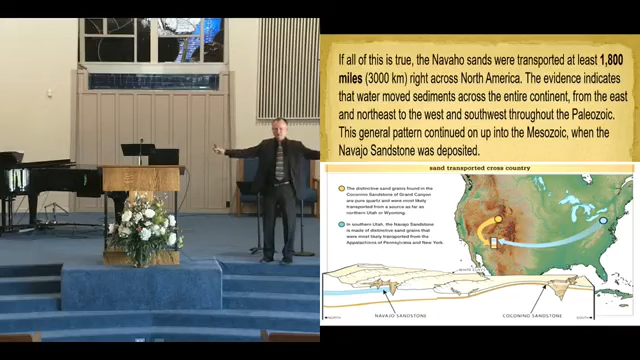 If all of this is true, the Navaho sands were transported at least 1,800
miles (3000 km) right across North America. The evidence indicates
that water moved sediments across the entire continent, from the east
and northeast to the west and southwest throughout the Paleozoic.
This general pattern continued on up into the Mesozoic, when the
Navajo Sandstone was deposited.
sand transported cross country
The distinctive sand grains found in the
Coconino Sandstone of Grand Canyon
are pure quartz and were most likely
transported from a source as far as
northern Utah or Wyoming.
In southern Utah, the Navajo Sandstone
is made of distinctive sand grains that
were most likely transported from the
Appalachians of Pennsylvania and New York.
WHITE CLIFFS
NAVAJO SANDSTONE
COCONINO SANDSTONE
NORTH
SOUTH